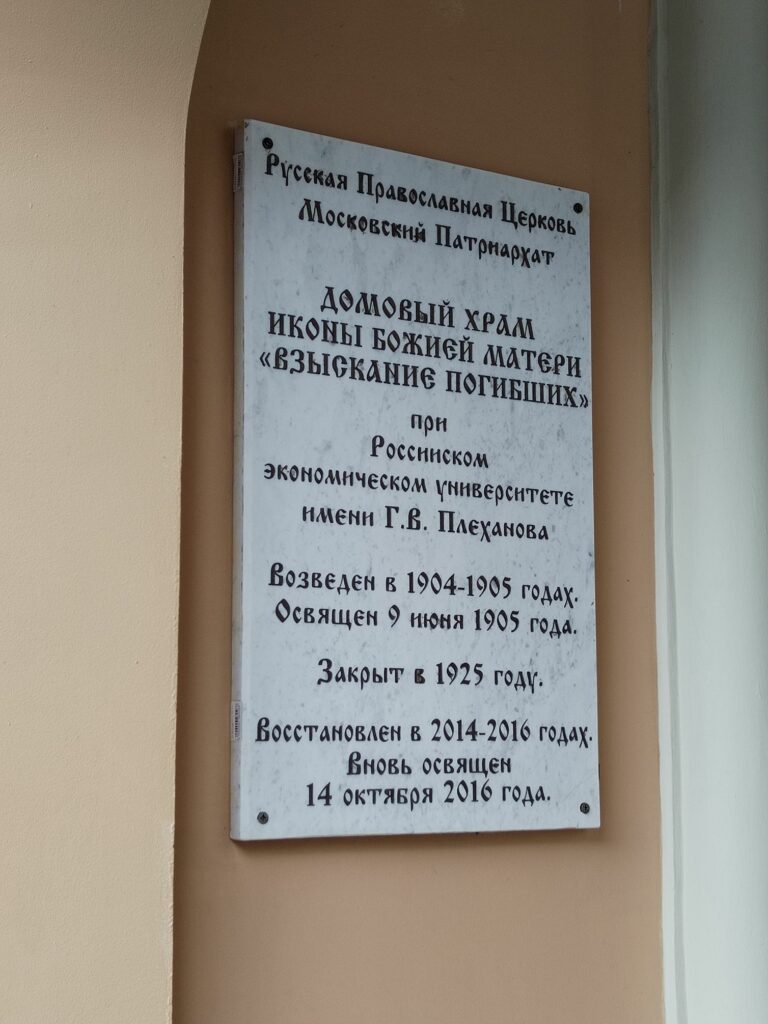 Русская Православная Церковь
Московский Патриархат
ДОМОВЫЙ ХРАМ
ИКОНЫ БОЖИЕЙ МАТЕРИ
«ВЗЫСКАНИЕ ПОГИБШИХ»
при
Российском
экономическом университете
имени Г.В. Плеханова
Возведен в 1904-1905 годах.
Освящен 9 июня 1905 года.
Закрыт в 1925 году.
Восстановлен в 2014-2016 годах.
Вновь освящен
14 октября 2016 года.